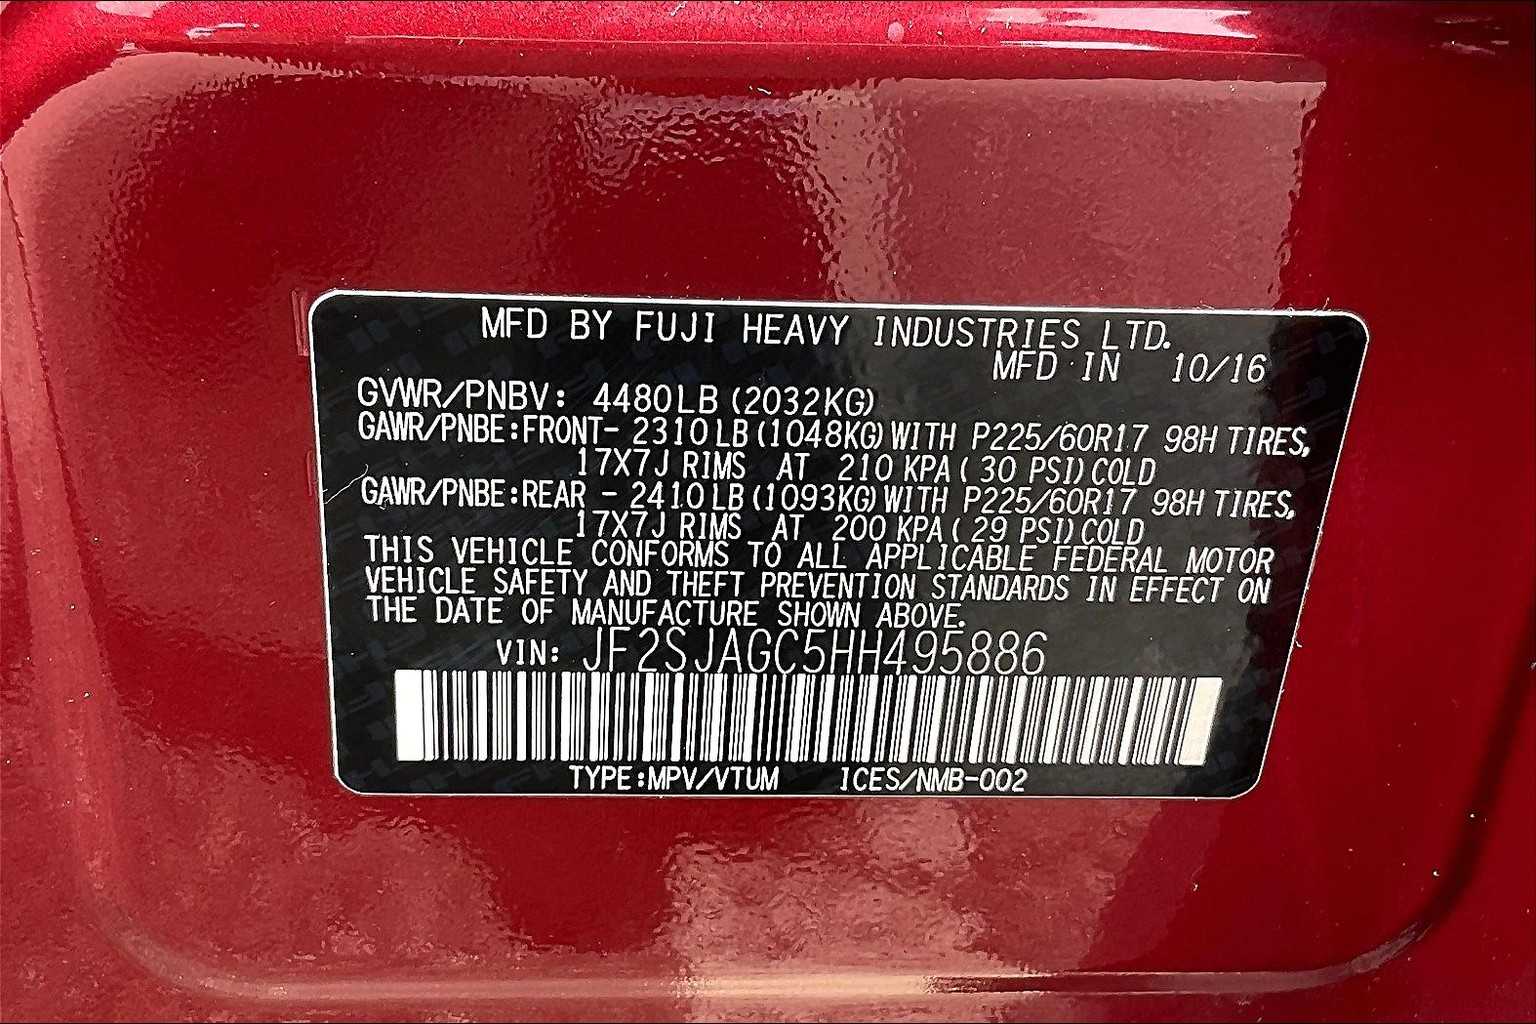 MFD BY FUJI HEAVY INDUSTRIES LTD.
MFD IN 10/16
GVWR/PNBV: 4480LB (2032KG)
GAWR/PNBE:FRONT- 2310LB (1048KG) WITH P225/60R17 98H TIRES,
17X7J RIMS AT 210 KPA ( 30 PSI) COLD
GAWR/PNBE:REAR - 2410LB (1093KG) WITH P225/60R17 98H TIRES,
17X7J RIMS AT 200 KPA ( 29 PSI) COLD
THIS VEHICLE CONFORMS TO ALL APPLICABLE FEDERAL MOTOR
VEHICLE SAFETY AND THEFT PREVENTION STANDARDS IN EFFECT ON
THE DATE OF MANUFACTURE SHOWN ABOVE.
VIN: JF2SJAGC5HH495886
TYPE:MPV/VTUM ICES/NMB-002